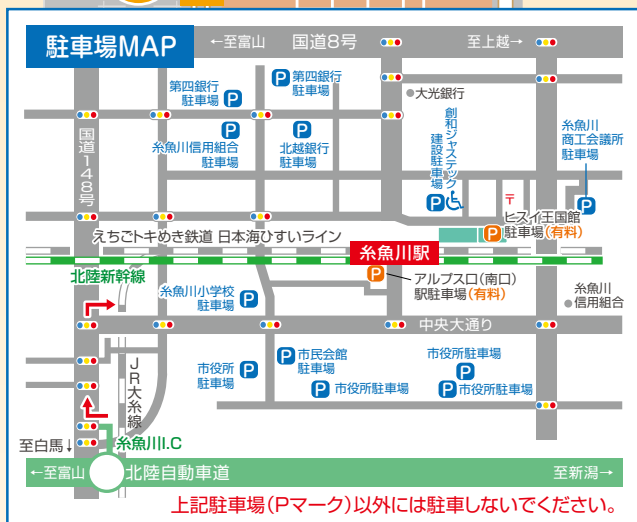 駐車場MAP
←至富山
国道8号
至上越→
第四銀行
駐車場
P
P
第四銀行
駐車場
大光銀行
糸魚川信用組合
駐車場
P
P
北越銀行
駐車場
創和ジャステック
建設駐車場
P
糸魚川
商工会議所
駐車場
P
〒
国道148号
P
ヒスイ王国館
駐車場(有料)
えちごトキめき鉄道 日本海ひすいライン
糸魚川駅
北陸新幹線
P
アルプス口(南口)
駅駐車場(有料)
糸魚川小学校
駐車場
P
糸魚川
信用組合
中央大通り
JR大糸線
市役所
駐車場
P
P
市民会館
駐車場
P
市役所駐車場
市役所駐車場
P
P
市役所駐車場
至白馬↓
糸魚川I.C
←至富山
北陸自動車道
至新潟→
上記駐車場(Pマーク)以外には駐車しないでください。